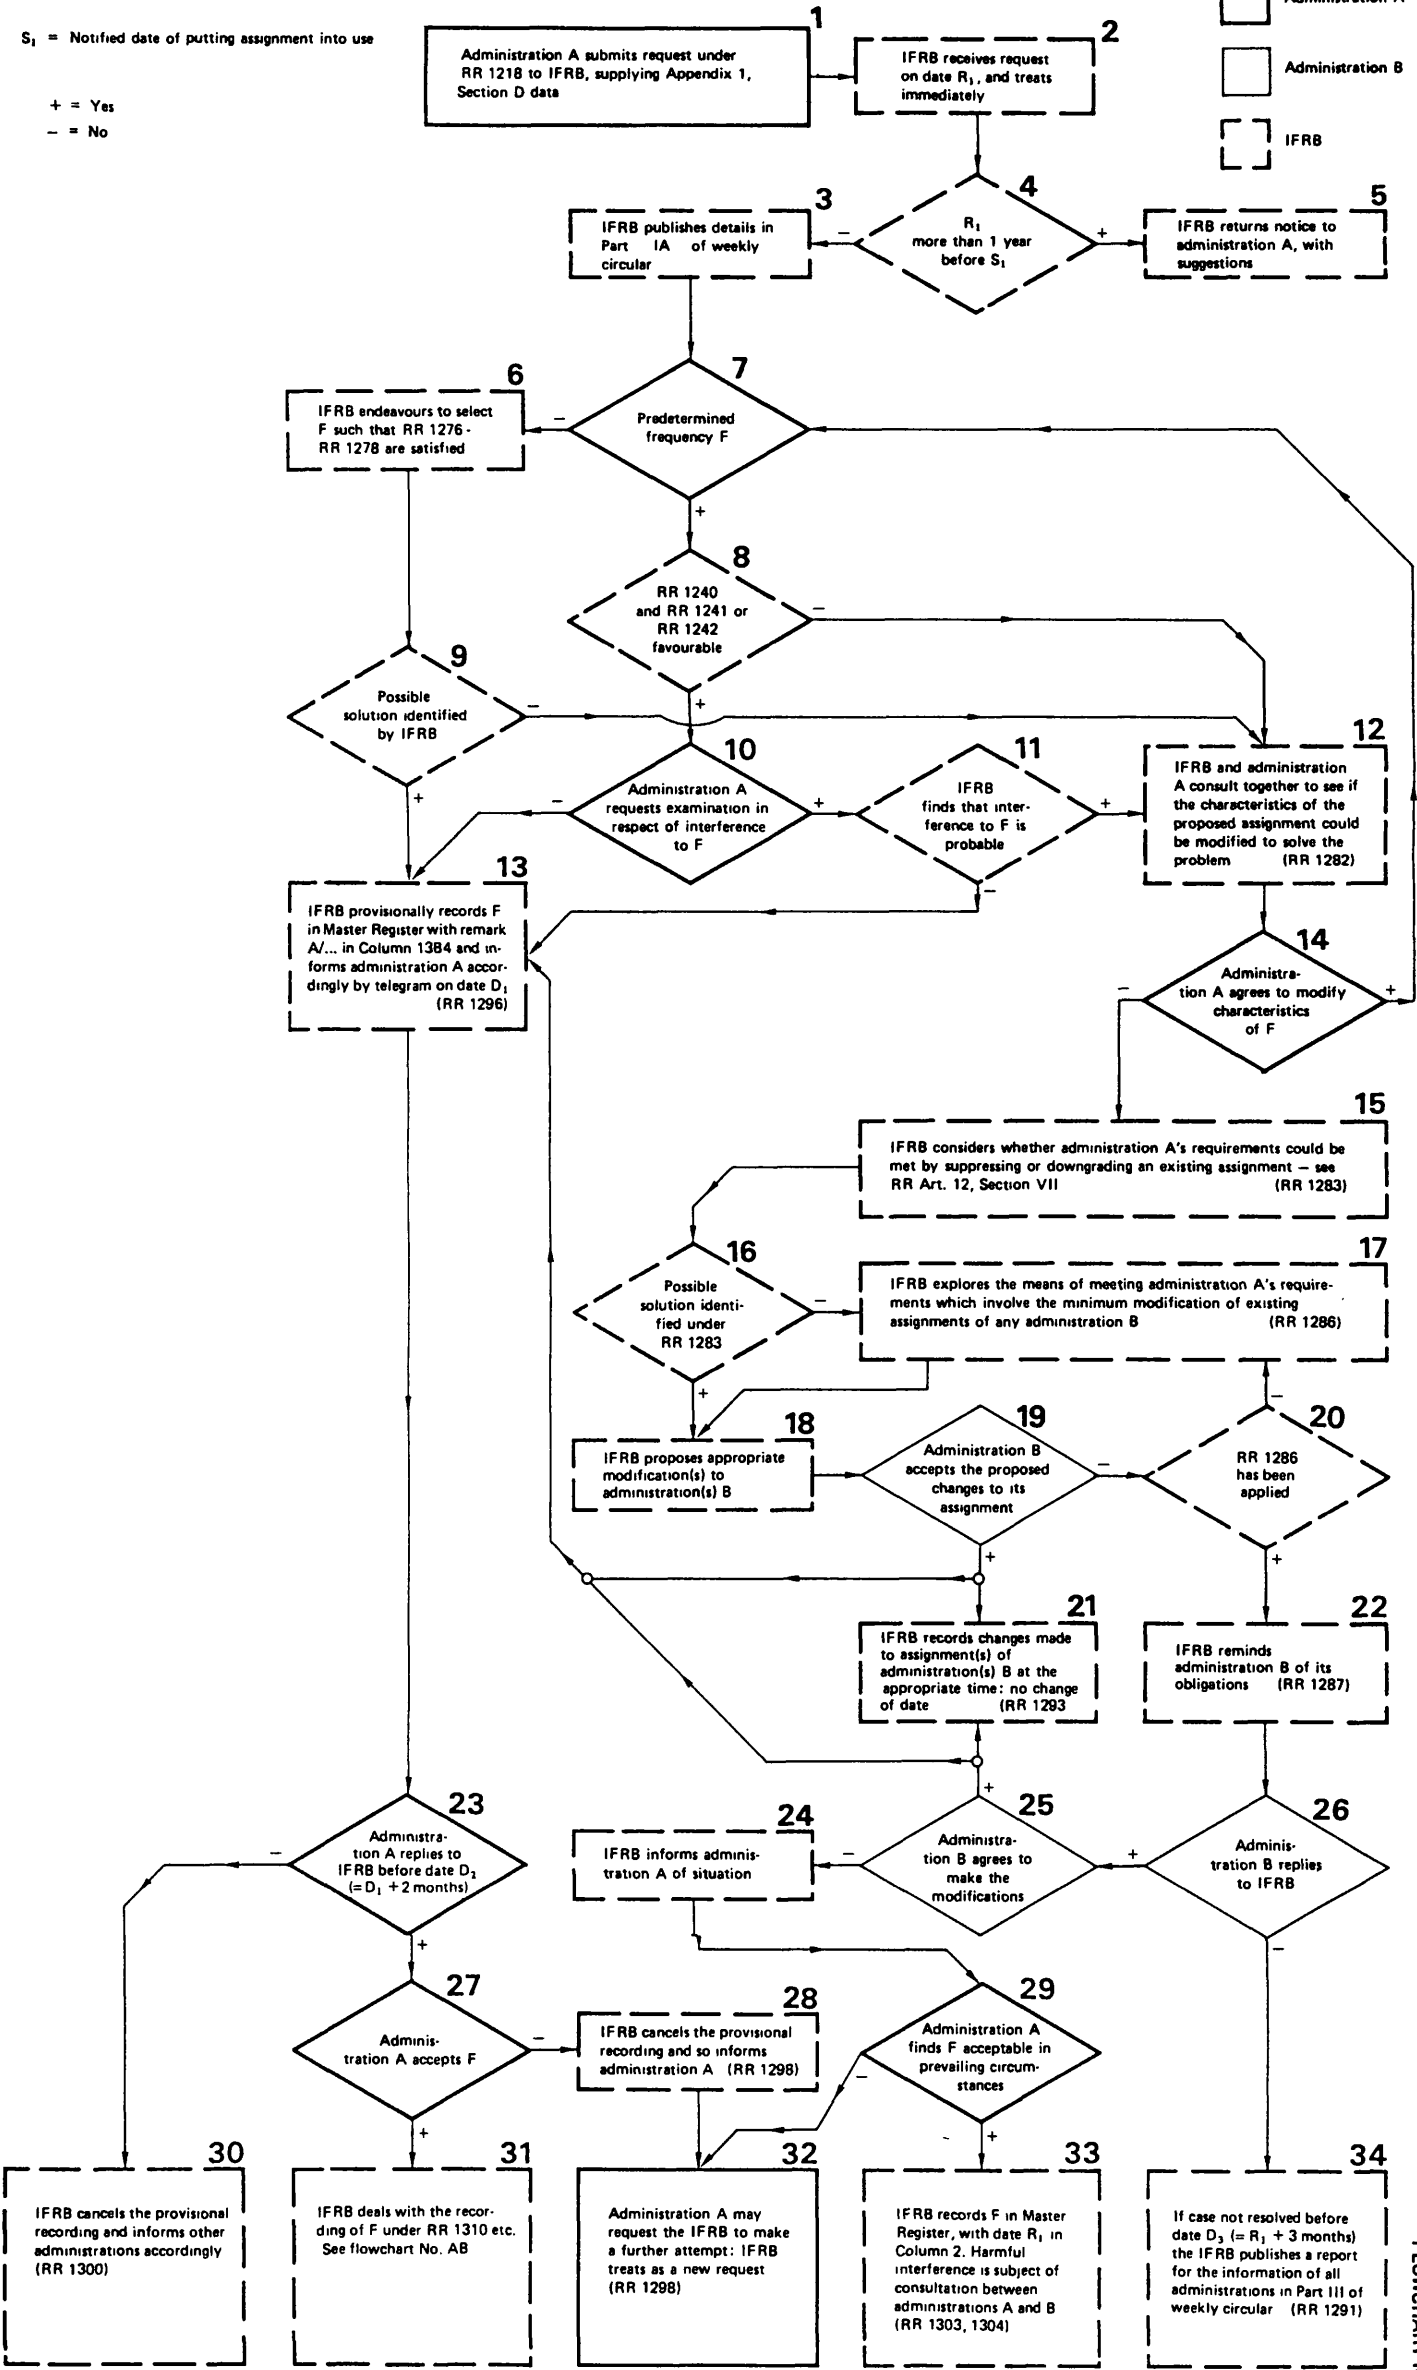 S₁ = Notified date of putting assignment into use
+ = Yes
− = No
Administration B
IFRB
1
Administration A submits request under
RR 1218 to IFRB, supplying Appendix 1,
Section D data
2
IFRB receives request
on date R₁, and treats
immediately
3
IFRB publishes details in
Part IA of weekly
circular
4
R₁
more than 1 year
before S₁
−
+
5
IFRB returns notice to
administration A, with
suggestions
6
IFRB endeavours to select
F such that RR 1276 -
RR 1278 are satisfied
7
Predetermined
frequency F
−
+
8
RR 1240
and RR 1241 or
RR 1242
favourable
−
+
9
Possible
solution identified
by IFRB
−
+
10
Administration A
requests examination in
respect of interference
to F
−
+
11
IFRB
finds that inter-
ference to F is
probable
+
−
12
IFRB and administration
A consult together to see if
the characteristics of the
proposed assignment could
be modified to solve the
problem (RR 1282)
13
IFRB provisionally records F
in Master Register with remark
A/... in Column 13B4 and in-
forms administration A accor-
dingly by telegram on date D₁
(RR 1296)
14
Administra-
tion A agrees to modify
characteristics
of F
−
+
15
IFRB considers whether administration A's requirements could be
met by suppressing or downgrading an existing assignment — see
RR Art. 12, Section VII (RR 1283)
16
Possible
solution identi-
fied under
RR 1283
−
+
17
IFRB explores the means of meeting administration A's require-
ments which involve the minimum modification of existing
assignments of any administration B (RR 1286)
18
IFRB proposes appropriate
modification(s) to
administration(s) B
19
Administration B
accepts the proposed
changes to its
assignment
−
+
20
RR 1286
has been
applied
−
+
21
IFRB records changes made
to assignment(s) of
administration(s) B at the
appropriate time: no change
of date (RR 1293
22
IFRB reminds
administration B of its
obligations (RR 1287)
23
Administra-
tion A replies to
IFRB before date D₂
(= D₁ + 2 months)
−
+
24
IFRB informs adminis-
tration A of situation
25
Administra-
tion B agrees to
make the
modifications
+
−
26
Adminis-
tration B replies
to IFRB
+
−
27
Adminis-
tration A accepts F
−
+
28
IFRB cancels the provisional
recording and so informs
administration A (RR 1298)
29
Administration A
finds F acceptable in
prevailing circum-
stances
−
+
30
IFRB cancels the provisional
recording and informs other
administrations accordingly
(RR 1300)
31
IFRB deals with the recor-
ding of F under RR 1310 etc.
See flowchart No. AB
32
Administration A may
request the IFRB to make
a further attempt: IFRB
treats as a new request
(RR 1298)
33
IFRB records F in Master
Register, with date R₁ in
Column 2. Harmful
interference is subject of
consultation between
administrations A and B
(RR 1303, 1304)
34
If case not resolved before
date D₃ (= R₁ + 3 months)
the IFRB publishes a report
for the information of all
administrations in Part III of
weekly circular (RR 1291)